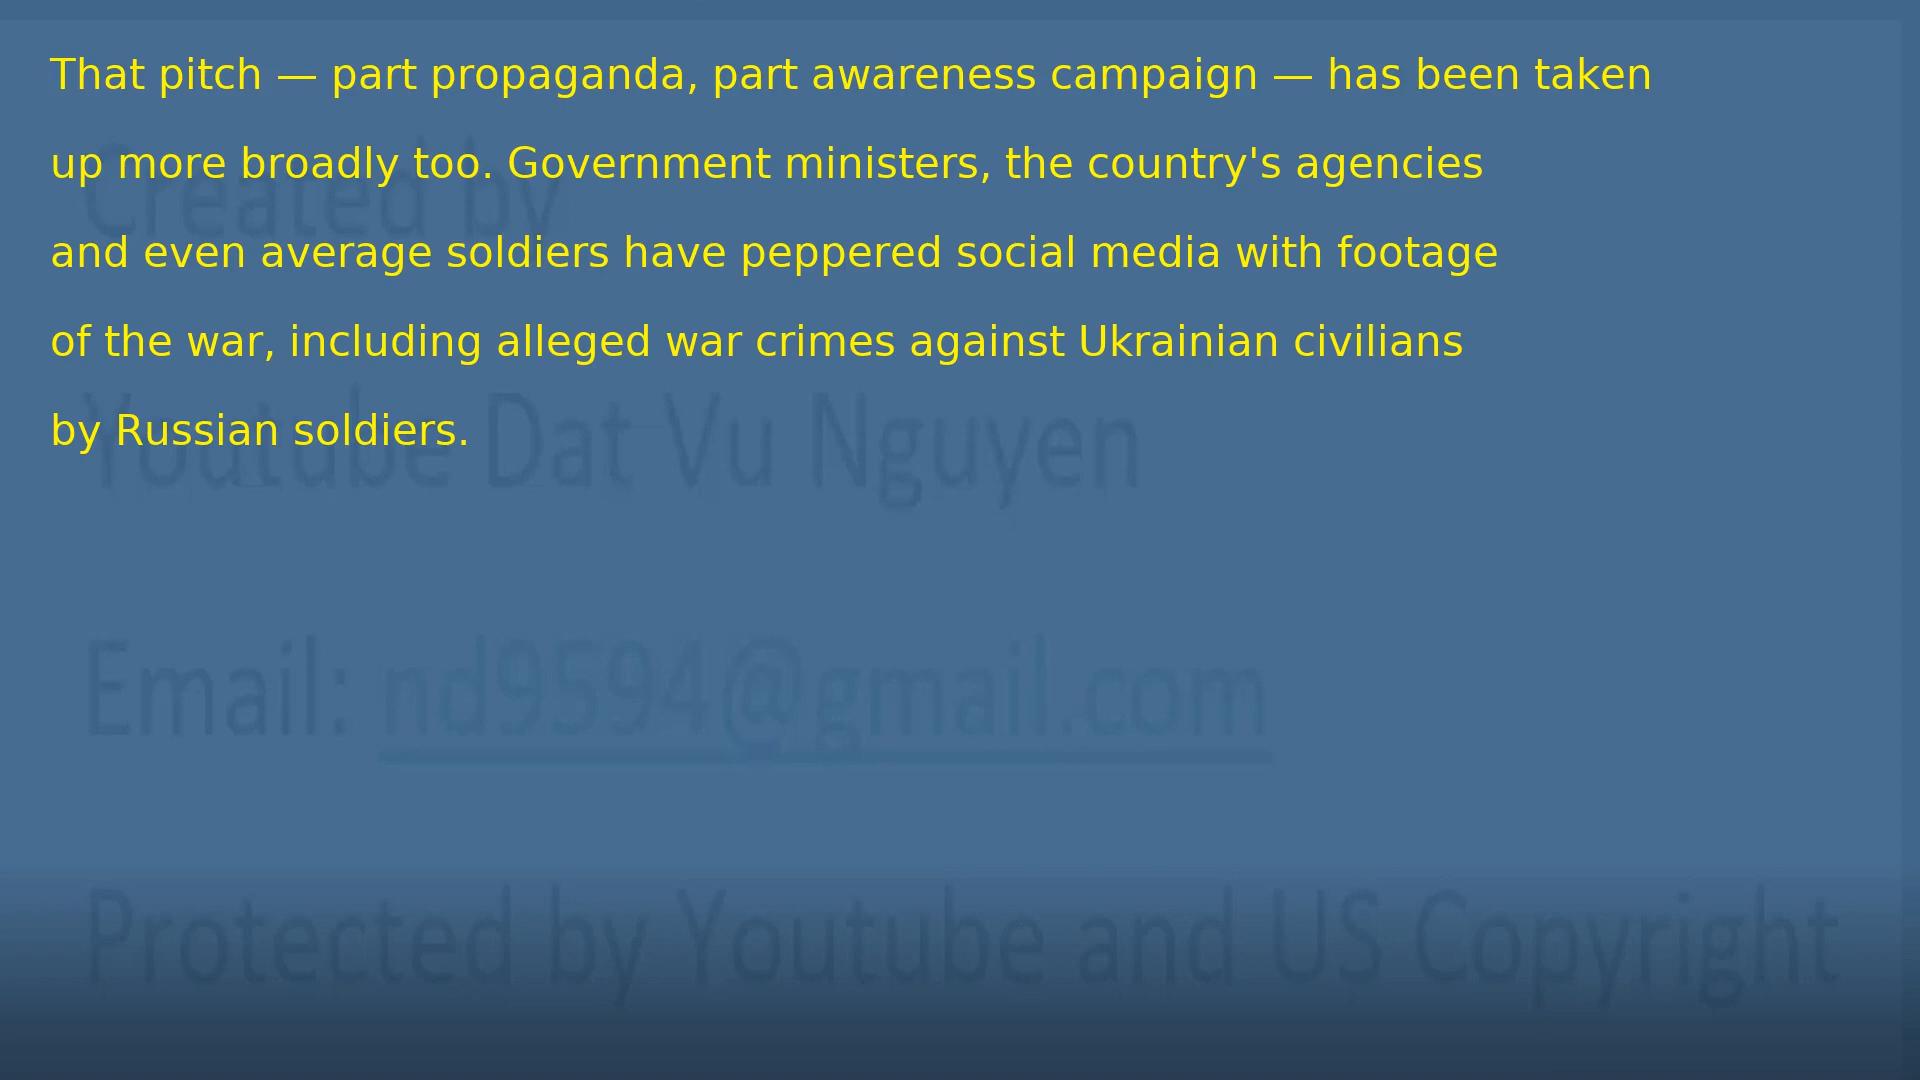 That pitch — part propaganda, part awareness campaign — has been taken
up more broadly too. Government ministers, the country's agencies
Created by
and even average soldiers have peppered social media with footage
of the war, including alleged war crimes against Ukrainian civilians
by Russian soldiers.
Youtube Dat Vu Nguyen
Email: nd9594@gmail.com
Protected by Youtube and US Copyright